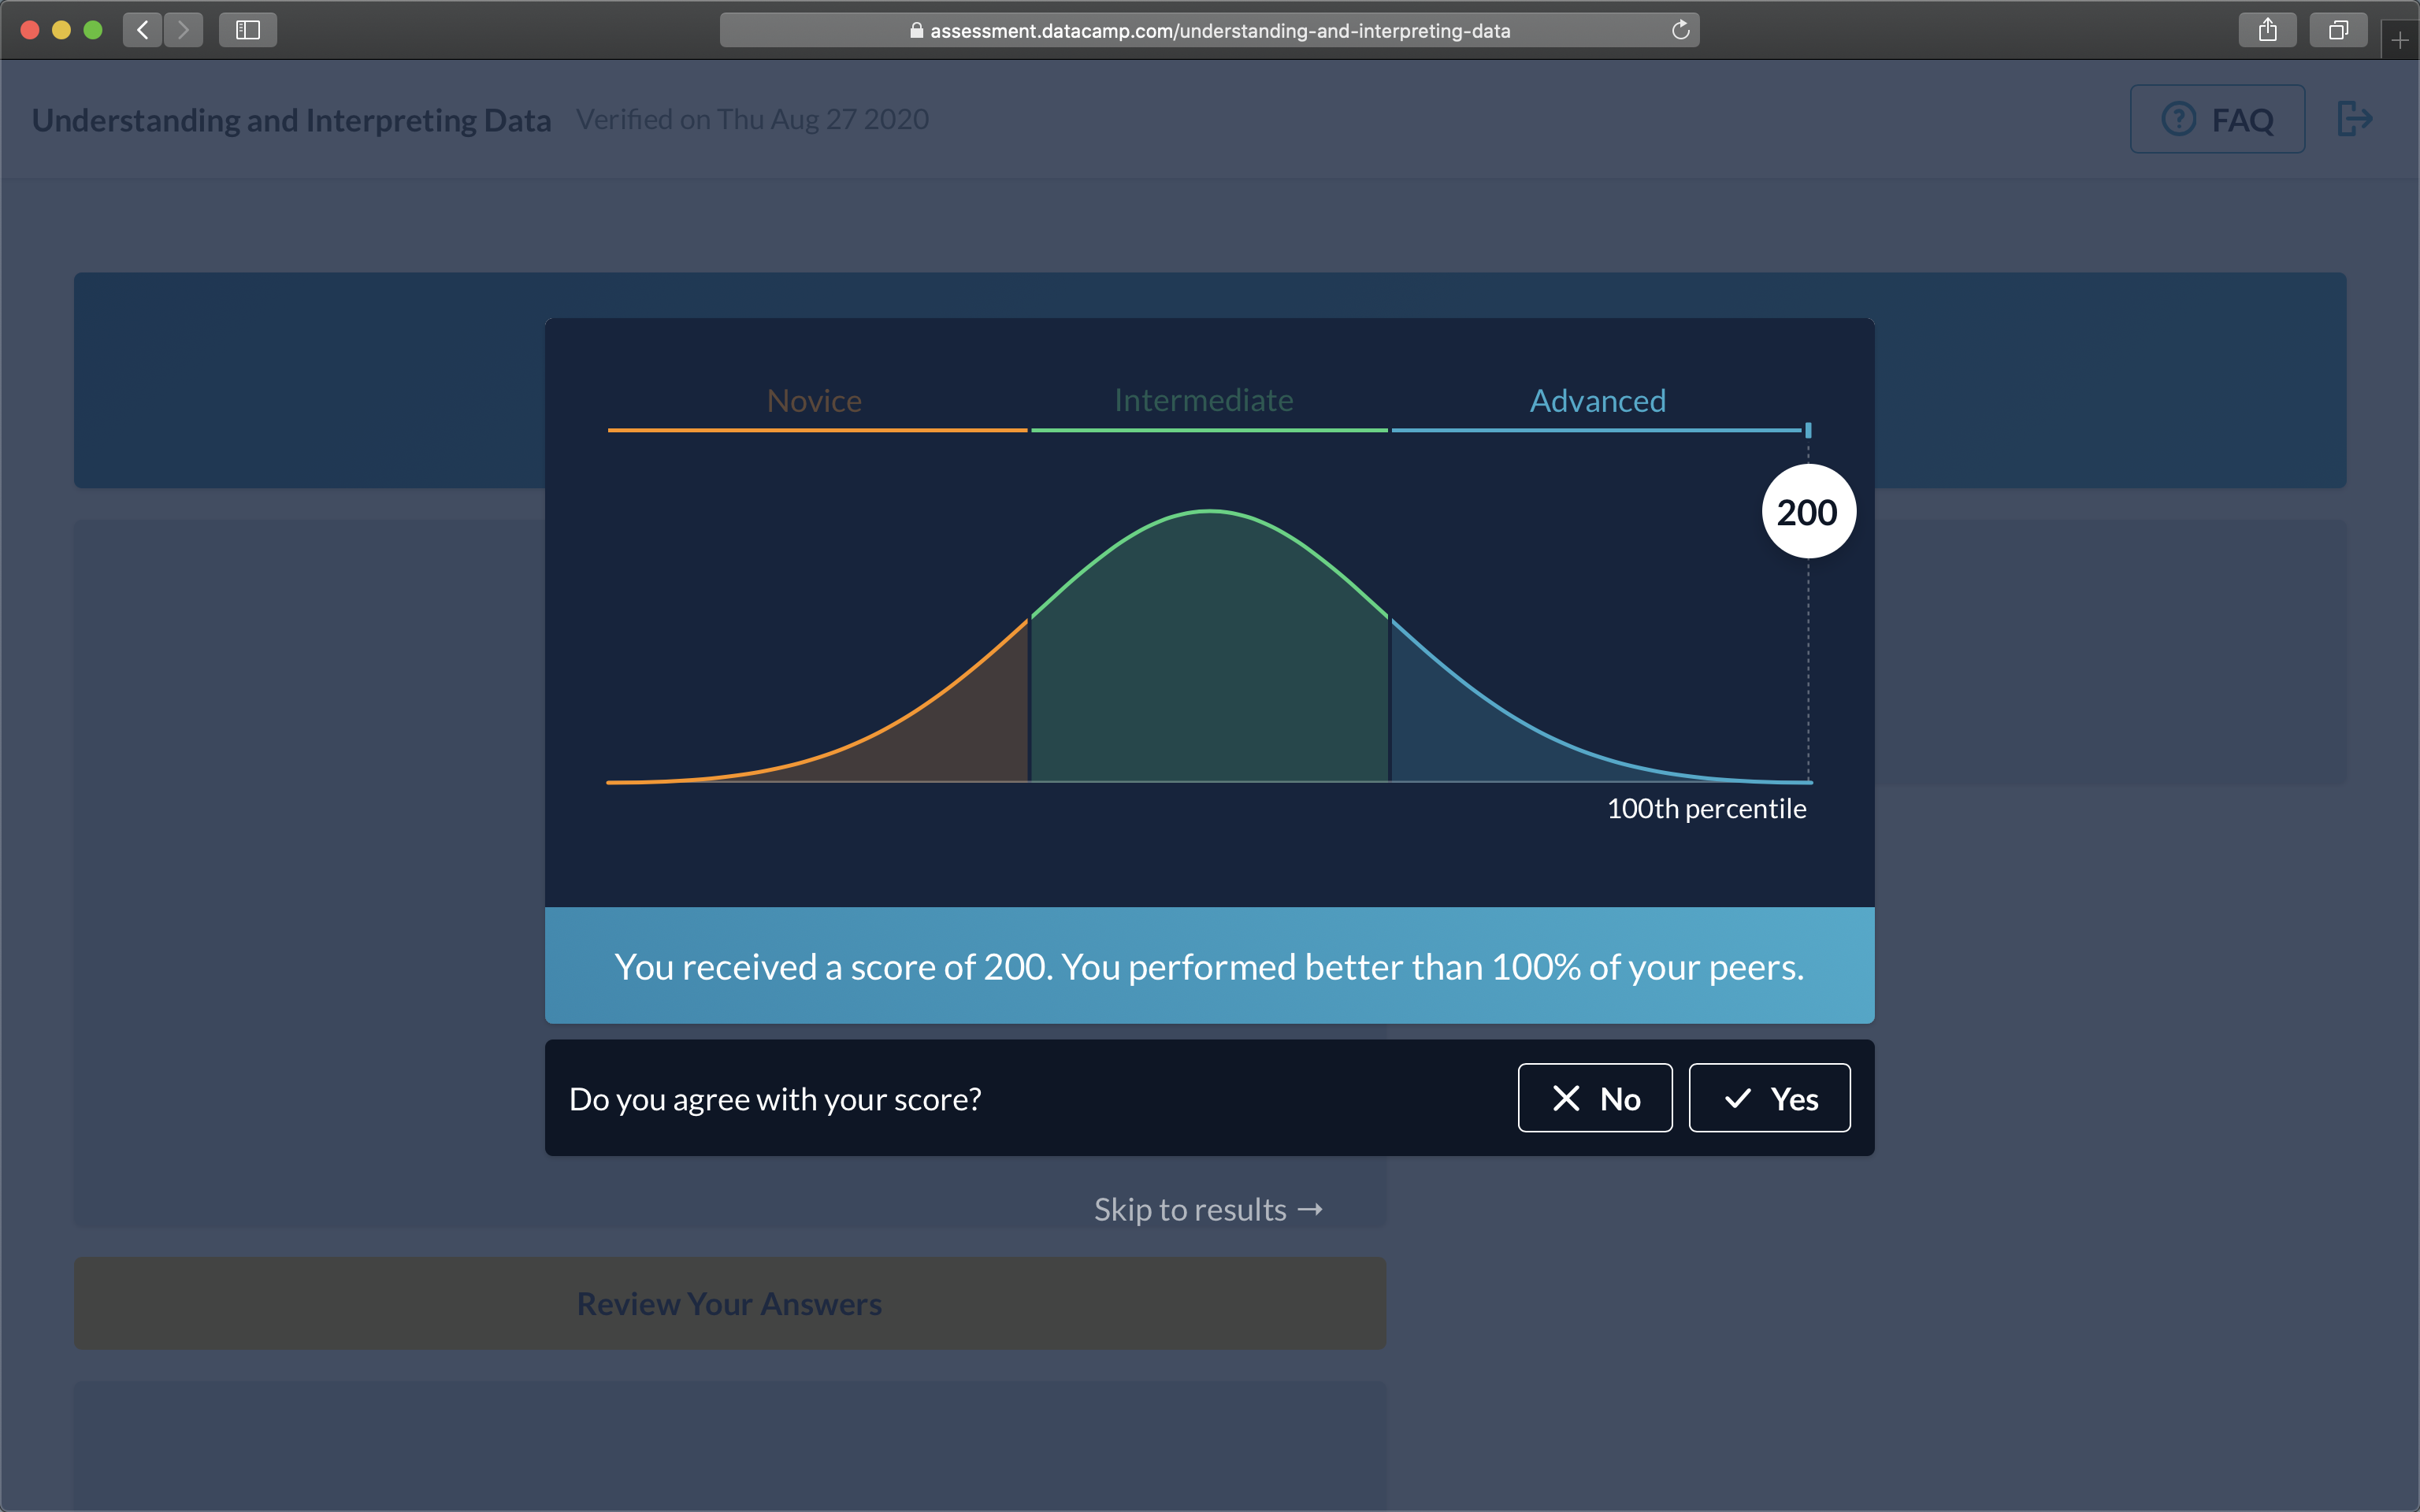 assessment.datacamp.com/understanding-and-interpreting-data
Understanding and Interpreting Data Verified on Thu Aug 27 2020
? FAQ
Novice Intermediate Advanced
200
100th percentile
You received a score of 200. You performed better than 100% of your peers.
Do you agree with your score? No Yes
Skip to results →
Review Your Answers